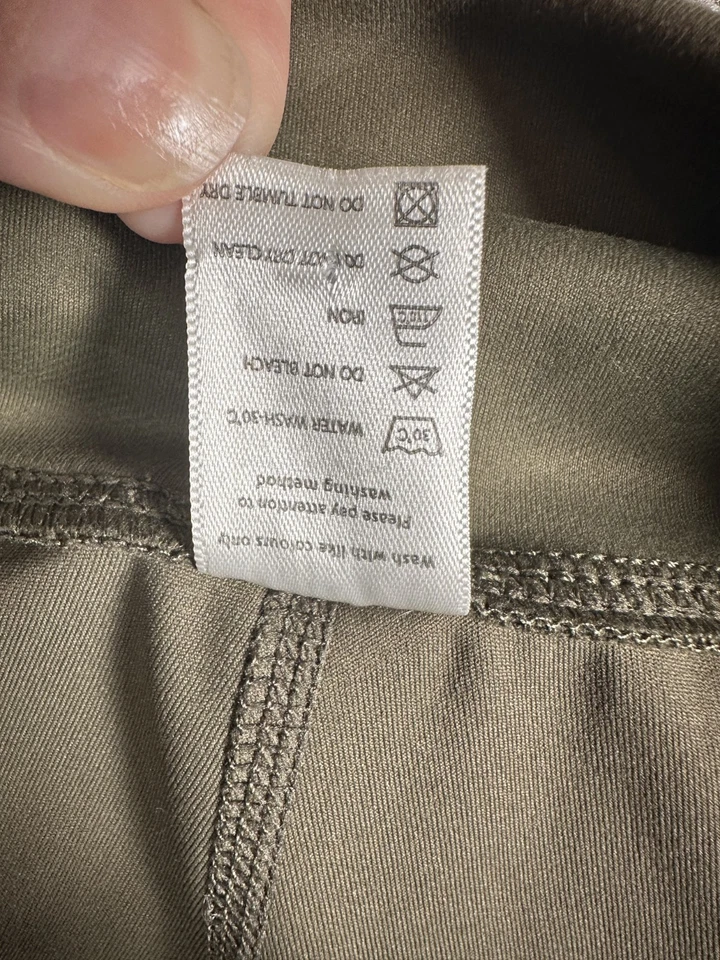 Wash with like colours only
Please pay attention to
washing method
30°C WATER WASH-30°C
DO NOT BLEACH
110°C IRON
DO NOT DRY CLEAN
DO NOT TUMBLE DRY